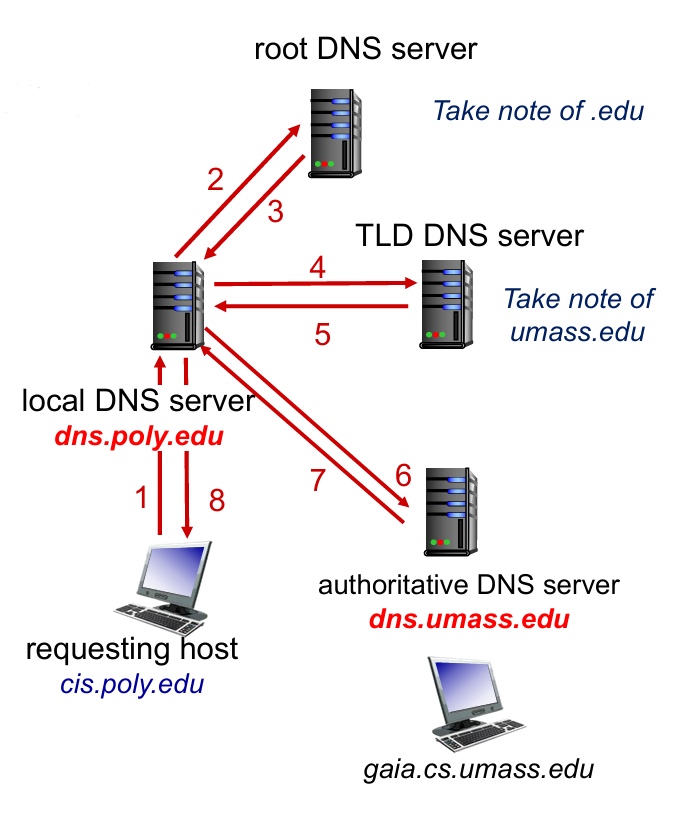 root DNS server
Take note of .edu
2
3
TLD DNS server
4
Take note of
umass.edu
5
local DNS server
dns.poly.edu
6
7
1
8
authoritative DNS server
dns.umass.edu
requesting host
cis.poly.edu
gaia.cs.umass.edu